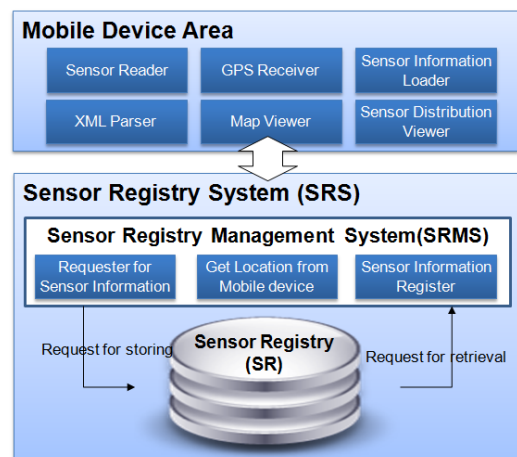 Mobile Device Area
Sensor Reader
GPS Receiver
Sensor Information
Loader
XML Parser
Map Viewer
Sensor Distribution
Viewer
Sensor Registry System (SRS)
Sensor Registry Management System(SRMS)
Requester for
Sensor Information
Get Location from
Mobile device
Sensor Information
Register
Request for storing
Sensor Registry
(SR)
Request for retrieval